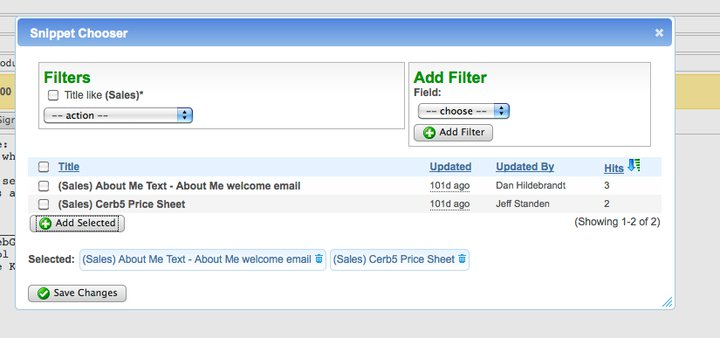 Snippet Chooser
Filters
Title like (Sales)*
-- action --
Add Filter
Field:
-- choose --
Add Filter
Title Updated Updated By Hits
(Sales) About Me Text - About Me welcome email 101d ago Dan Hildebrandt 3
(Sales) Cerb5 Price Sheet 101d ago Jeff Standen 2
Add Selected (Showing 1-2 of 2)
Selected: (Sales) About Me Text - About Me welcome email (Sales) Cerb5 Price Sheet
Save Changes